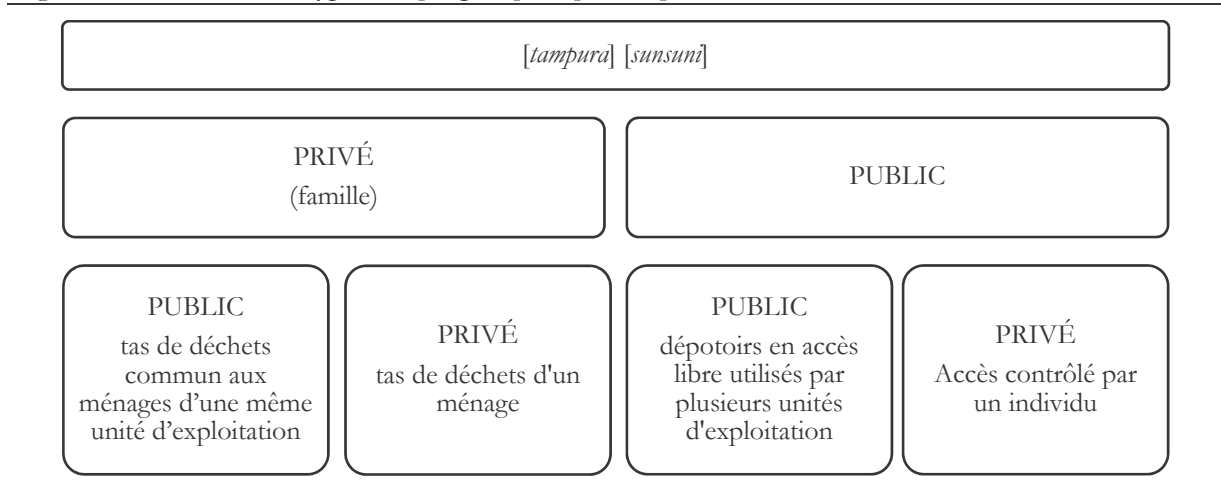 [tampura] [sunsuni]
PRIVÉ
(famille)
PUBLIC
PUBLIC
tas de déchets
commun aux
ménages d’une même
unité d’exploitation
PRIVÉ
tas de déchets d'un
ménage
PUBLIC
dépotoirs en accès
libre utilisés par
plusieurs unités
d'exploitation
PRIVÉ
Accès contrôlé par
un individu